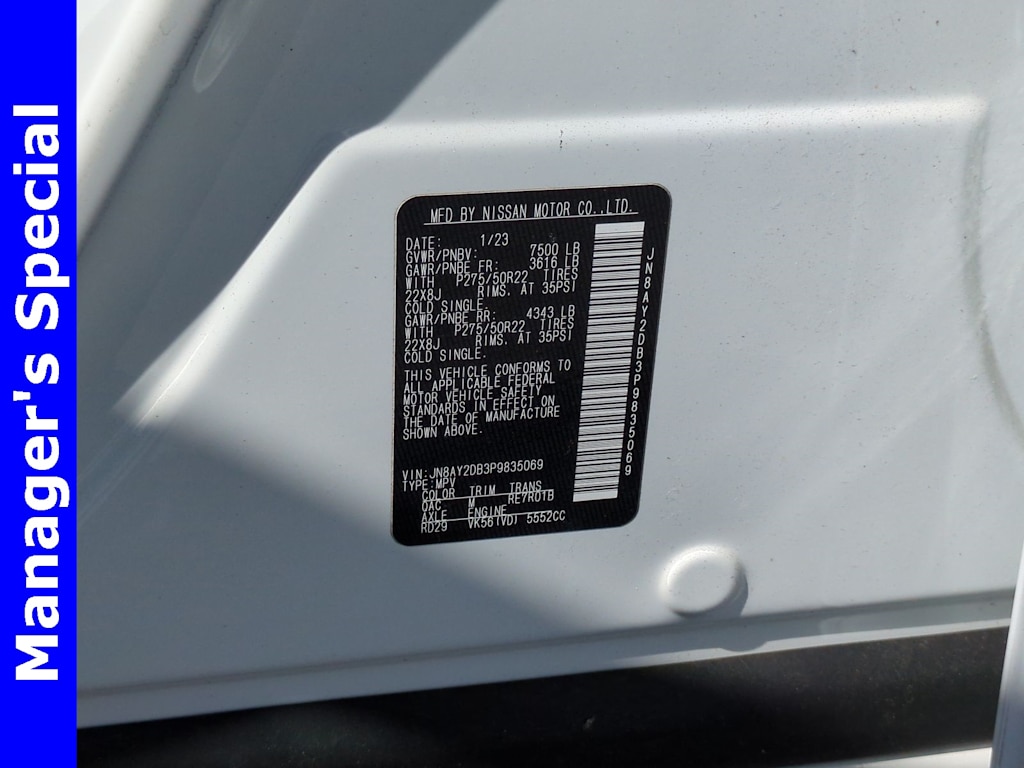 Manager's Special
MFD BY NISSAN MOTOR CO.,LTD.
DATE: 1/23
GVWR/PNBV: 7500 LB
GAWR/PNBE FR: 3616 LB
WITH P275/50R22 TIRES
22X8J RIMS. AT 35PSI
COLD SINGLE.
GAWR/PNBE RR: 4343 LB
WITH P275/50R22 TIRES
22X8J RIMS. AT 35PSI
COLD SINGLE.
THIS VEHICLE CONFORMS TO
ALL APPLICABLE FEDERAL
MOTOR VEHICLE SAFETY
STANDARDS IN EFFECT ON
THE DATE OF MANUFACTURE
SHOWN ABOVE.
VIN:JN8AY2DB3P9835069
TYPE:MPV
COLOR TRIM TRANS
QAC M RE7R01B
AXLE ENGINE
RD29 VK56(VD) 5552CC
JN8AY2DB3P9835069